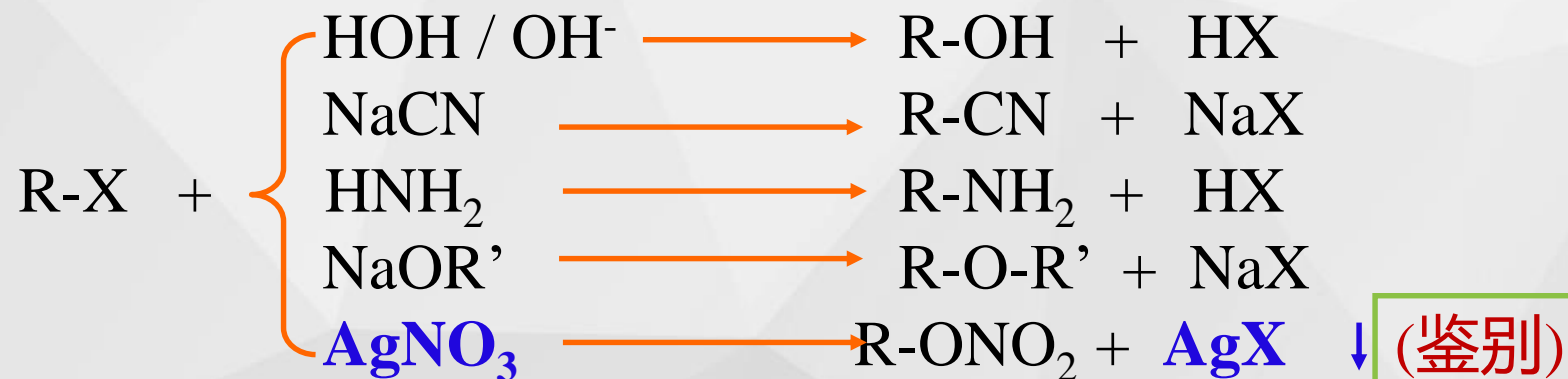 HOH / OH⁻ → R-OH + HX
NaCN → R-CN + NaX
R-X + { HNH₂ → R-NH₂ + HX
NaOR’ → R-O-R’ + NaX
AgNO₃ → R-ONO₂ + AgX ↓ (鉴别)